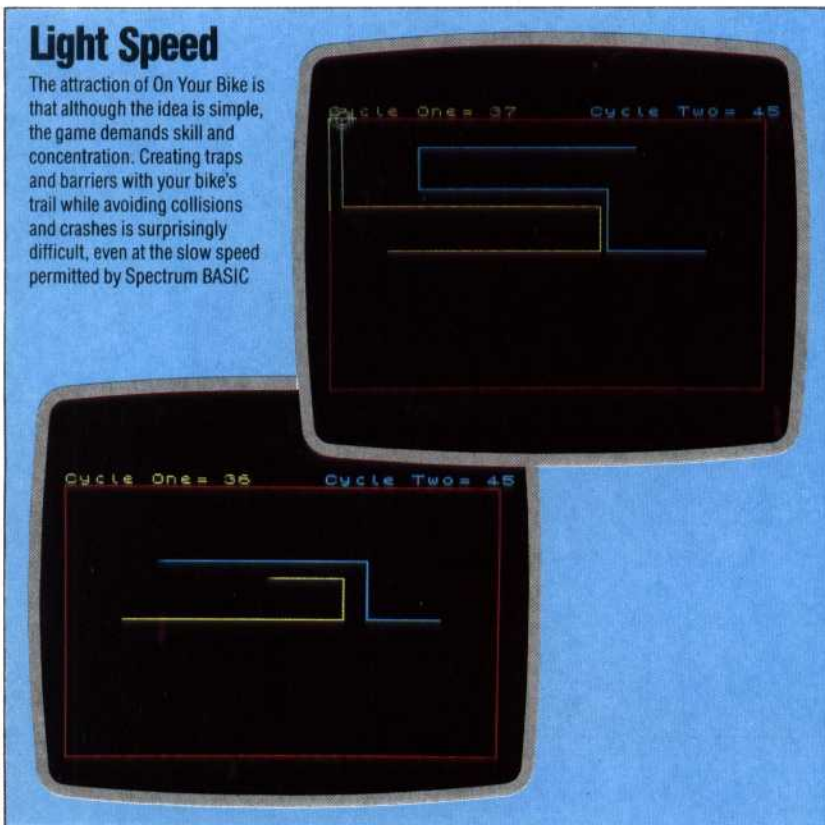 Light Speed
The attraction of On Your Bike is
that although the idea is simple,
the game demands skill and
concentration. Creating traps
and barriers with your bike's
trail while avoiding collisions
and crashes is surprisingly
difficult, even at the slow speed
permitted by Spectrum BASIC
Cycle One= 37 Cycle Two= 45
Cycle One= 36 Cycle Two= 45